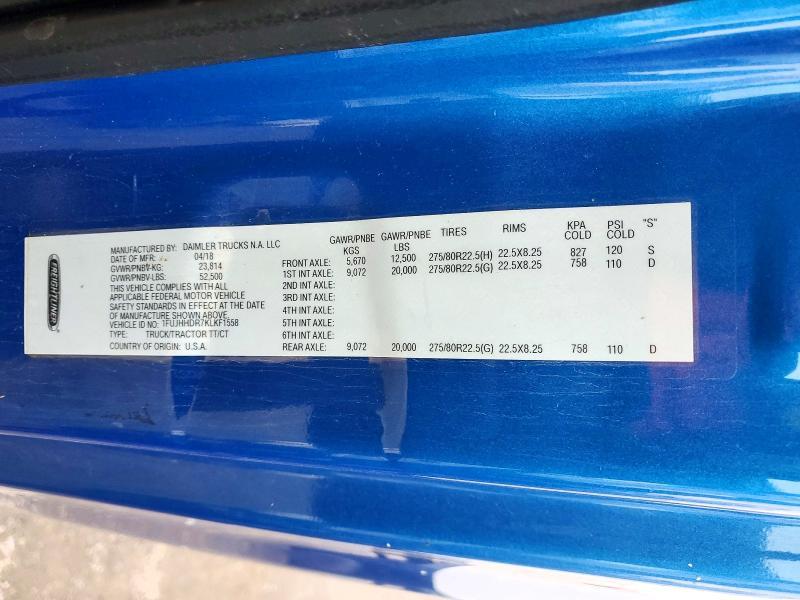 FREIGHTLINER
MANUFACTURED BY: DAIMLER TRUCKS N.A. LLC
DATE OF MFR: 04/18
GVWR/PNBV-KG: 23,814
GVWR/PNBV-LBS: 52,500
THIS VEHICLE COMPLIES WITH ALL
APPLICABLE FEDERAL MOTOR VEHICLE
SAFETY STANDARDS IN EFFECT AT THE DATE
OF MANUFACTURE SHOWN ABOVE.
VEHICLE ID NO.: 1FUJHHDR7KLKF1558
TYPE: TRUCK/TRACTOR TT/CT
COUNTRY OF ORIGIN: U.S.A.
GAWR/PNBE KGS GAWR/PNBE LBS TIRES RIMS KPA COLD PSI COLD "S"
FRONT AXLE: 5,670 12,500 275/80R22.5(H) 22.5X8.25 827 120 S
1ST INT AXLE: 9,072 20,000 275/80R22.5(G) 22.5X8.25 758 110 D
2ND INT AXLE:
3RD INT AXLE:
4TH INT AXLE:
5TH INT AXLE:
6TH INT AXLE:
REAR AXLE: 9,072 20,000 275/80R22.5(G) 22.5X8.25 758 110 D